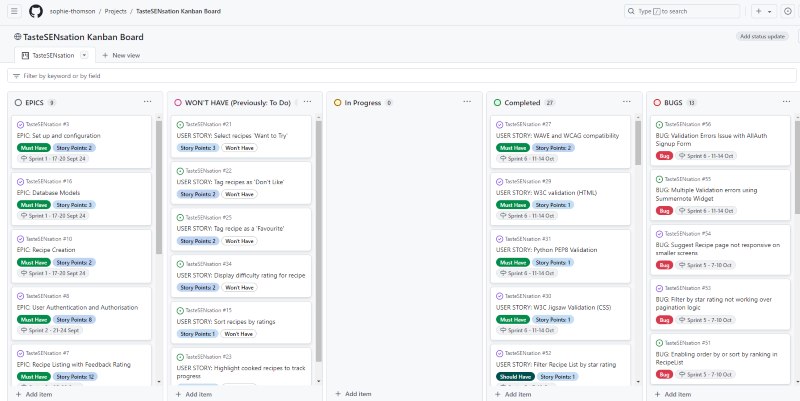 sophie-thomson / Projects / TasteSENsation Kanban Board
Type / to search
TasteSENsation Kanban Board
Add status update
TasteSENsation
New view
Filter by keyword or by field
EPICS 9
TasteSENsation #3
EPIC: Set up and configuration
Must Have Story Points: 2
Sprint 1 - 17-20 Sept 24
TasteSENsation #16
EPIC: Database Models
Must Have Story Points: 3
Sprint 1 - 17-20 Sept 24
TasteSENsation #10
EPIC: Recipe Creation
Must Have Story Points: 2
Sprint 1 - 17-20 Sept 24
TasteSENsation #8
EPIC: User Authentication and Authorisation
Must Have Story Points: 8
Sprint 2 - 21-24 Sept
TasteSENsation #7
EPIC: Recipe Listing with Feedback Rating
Must Have Story Points: 12
Add item
WON'T HAVE (Previously: To Do)
TasteSENsation #21
USER STORY: Select recipes 'Want to Try'
Story Points: 3 Won't Have
TasteSENsation #22
USER STORY: Tag recipes as 'Don't Like'
Story Points: 2 Won't Have
TasteSENsation #25
USER STORY: Tag recipe as a 'Favourite'
Story Points: 2 Won't Have
TasteSENsation #34
USER STORY: Display difficulty rating for recipe
Story Points: 2 Won't Have
TasteSENsation #15
USER STORY: Sort recipes by ratings
Story Points: 1 Won't Have
TasteSENsation #23
USER STORY: Highlight cooked recipes to track
progress
Add item
In Progress 0
Add item
Completed 27
TasteSENsation #27
USER STORY: WAVE and WCAG compatibility
Must Have Story Points: 2
Sprint 6 - 11-14 Oct
TasteSENsation #29
USER STORY: W3C validation (HTML)
Must Have Story Points: 1
Sprint 6 - 11-14 Oct
TasteSENsation #31
USER STORY: Python PEP8 Validation
Must Have Story Points: 1
Sprint 6 - 11-14 Oct
TasteSENsation #30
USER STORY: W3C Jigsaw Validation (CSS)
Must Have Story Points: 1
Sprint 6 - 11-14 Oct
TasteSENsation #52
USER STORY: Filter Recipe List by star rating
Should Have Story Points: 1
Add item
BUGS 13
TasteSENsation #56
BUG: Validation Errors Issue with AllAuth
Signup Form
Bug Sprint 6 - 11-14 Oct
TasteSENsation #55
BUG: Multiple Validation errors using
Summernote Widget
Bug Sprint 6 - 11-14 Oct
TasteSENsation #54
BUG: Suggest Recipe page not responsive on
smaller screens
Bug Sprint 5 - 7-10 Oct
TasteSENsation #53
BUG: Filter by star rating not working over
pagination logic
Bug Sprint 5 - 7-10 Oct
TasteSENsation #51
BUG: Enabling order by or sort by ranking in
RecipeList
Bug Sprint 5 - 7-10 Oct
Add item